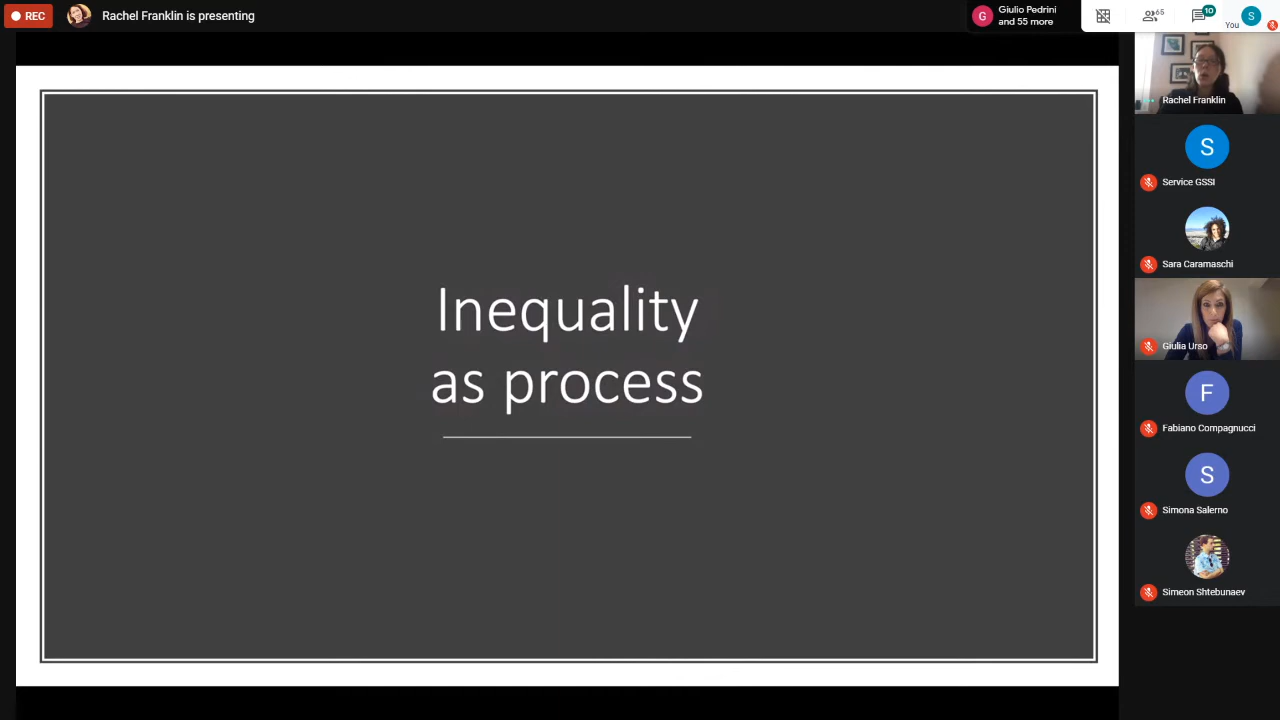 REC
Rachel Franklin is presenting
G
Giulio Pedrini
and 55 more
65
10
You
S
Rachel Franklin
S
Service GSSI
Sara Caramaschi
Inequality
as process
Giulia Urso
F
Fabiano Compagnucci
S
Simona Salerno
Simeon Shtebunaev